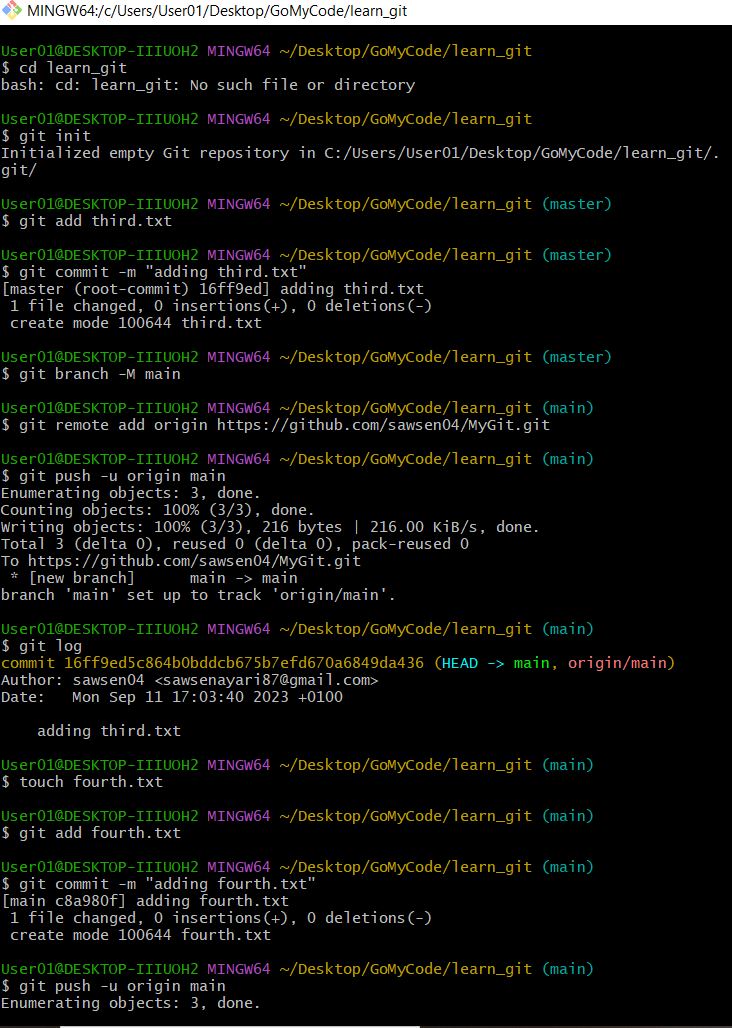 MINGW64:/c/Users/User01/Desktop/GoMyCode/learn_git
User01@DESKTOP-IIIUOH2 MINGW64 ~/Desktop/GoMyCode/learn_git
$ cd learn_git
bash: cd: learn_git: No such file or directory
User01@DESKTOP-IIIUOH2 MINGW64 ~/Desktop/GoMyCode/learn_git
$ git init
Initialized empty Git repository in C:/Users/User01/Desktop/GoMyCode/learn_git/.
git/
User01@DESKTOP-IIIUOH2 MINGW64 ~/Desktop/GoMyCode/learn_git (master)
$ git add third.txt
User01@DESKTOP-IIIUOH2 MINGW64 ~/Desktop/GoMyCode/learn_git (master)
$ git commit -m "adding third.txt"
[master (root-commit) 16ff9ed] adding third.txt
 1 file changed, 0 insertions(+), 0 deletions(-)
 create mode 100644 third.txt
User01@DESKTOP-IIIUOH2 MINGW64 ~/Desktop/GoMyCode/learn_git (master)
$ git branch -M main
User01@DESKTOP-IIIUOH2 MINGW64 ~/Desktop/GoMyCode/learn_git (main)
$ git remote add origin https://github.com/sawsen04/MyGit.git
User01@DESKTOP-IIIUOH2 MINGW64 ~/Desktop/GoMyCode/learn_git (main)
$ git push -u origin main
Enumerating objects: 3, done.
Counting objects: 100% (3/3), done.
Writing objects: 100% (3/3), 216 bytes | 216.00 KiB/s, done.
Total 3 (delta 0), reused 0 (delta 0), pack-reused 0
To https://github.com/sawsen04/MyGit.git
 * [new branch]      main -> main
branch 'main' set up to track 'origin/main'.
User01@DESKTOP-IIIUOH2 MINGW64 ~/Desktop/GoMyCode/learn_git (main)
$ git log
commit 16ff9ed5c864b0bddcb675b7efd670a6849da436 (HEAD -> main, origin/main)
Author: sawsen04 <sawsenayari87@gmail.com>
Date:   Mon Sep 11 17:03:40 2023 +0100
    adding third.txt
User01@DESKTOP-IIIUOH2 MINGW64 ~/Desktop/GoMyCode/learn_git (main)
$ touch fourth.txt
User01@DESKTOP-IIIUOH2 MINGW64 ~/Desktop/GoMyCode/learn_git (main)
$ git add fourth.txt
User01@DESKTOP-IIIUOH2 MINGW64 ~/Desktop/GoMyCode/learn_git (main)
$ git commit -m "adding fourth.txt"
[main c8a980f] adding fourth.txt
 1 file changed, 0 insertions(+), 0 deletions(-)
 create mode 100644 fourth.txt
User01@DESKTOP-IIIUOH2 MINGW64 ~/Desktop/GoMyCode/learn_git (main)
$ git push -u origin main
Enumerating objects: 3, done.